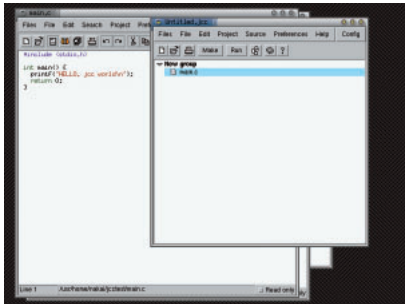 main.c
Files File Edit Search Project
#include <stdio.h>
int main() {
printf("HELLO, jcc world\n");
return 0;
}
Line 1
Read only
Untitled.jcc
Files File Edit Project Source Preferences Help Config
Make Run ?
New group
main.c